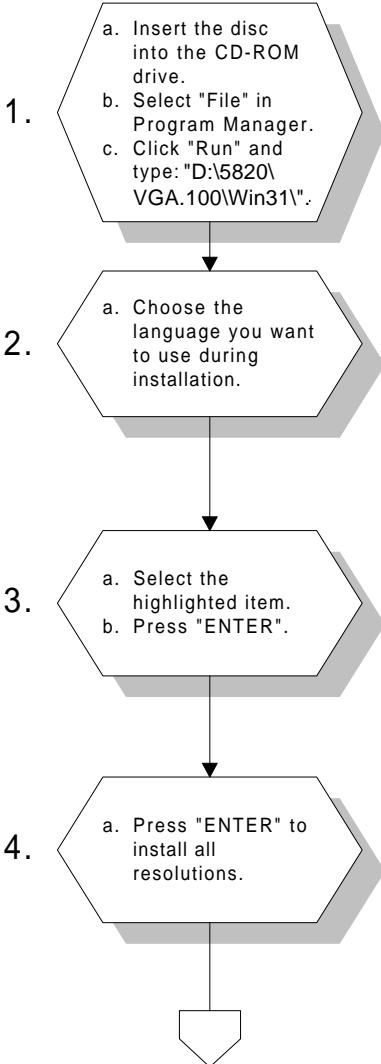 1.
a. Insert the disc
into the CD-ROM
drive.
b. Select "File" in
Program Manager.
c. Click "Run" and
type: "D:\5820\
VGA.100\Win31\".
2.
a. Choose the
language you want
to use during
installation.
3.
a. Select the
highlighted item.
b. Press "ENTER".
4.
a. Press "ENTER" to
install all
resolutions.